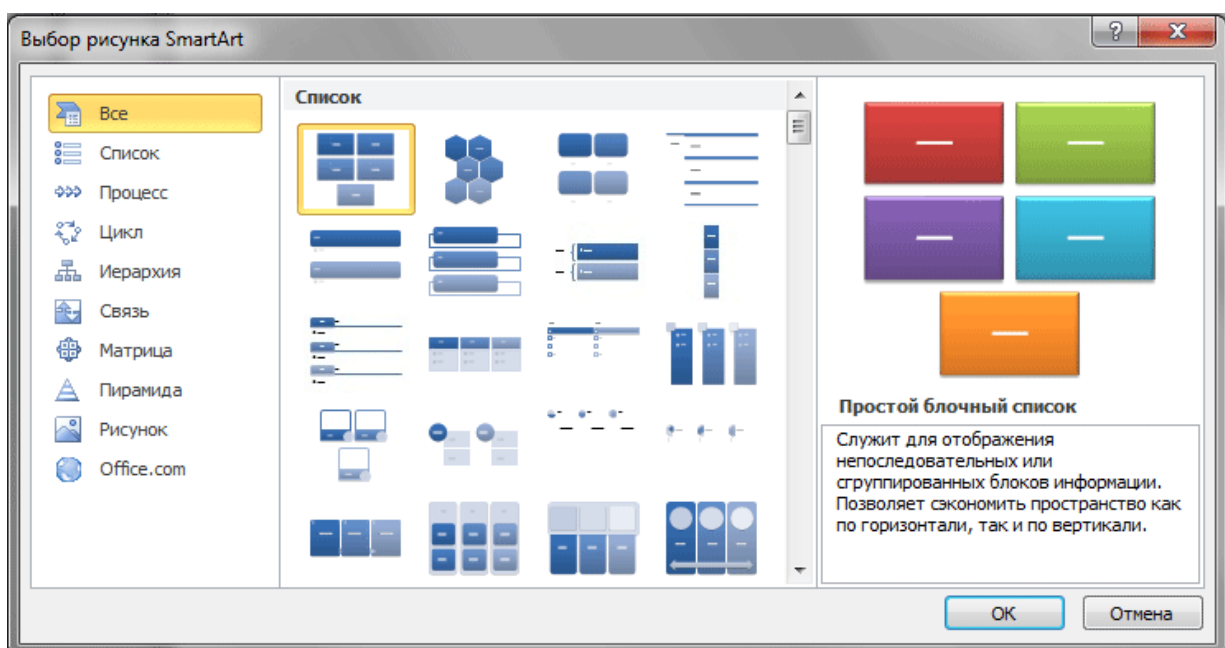 Выбор рисунка SmartArt
Все
Список
Процесс
Цикл
Иерархия
Связь
Матрица
Пирамида
Рисунок
Office.com
Список
Простой блочный список
Служит для отображения
непоследовательных или
сгруппированных блоков информации.
Позволяет сэкономить пространство как
по горизонтали, так и по вертикали.
ОК
Отмена